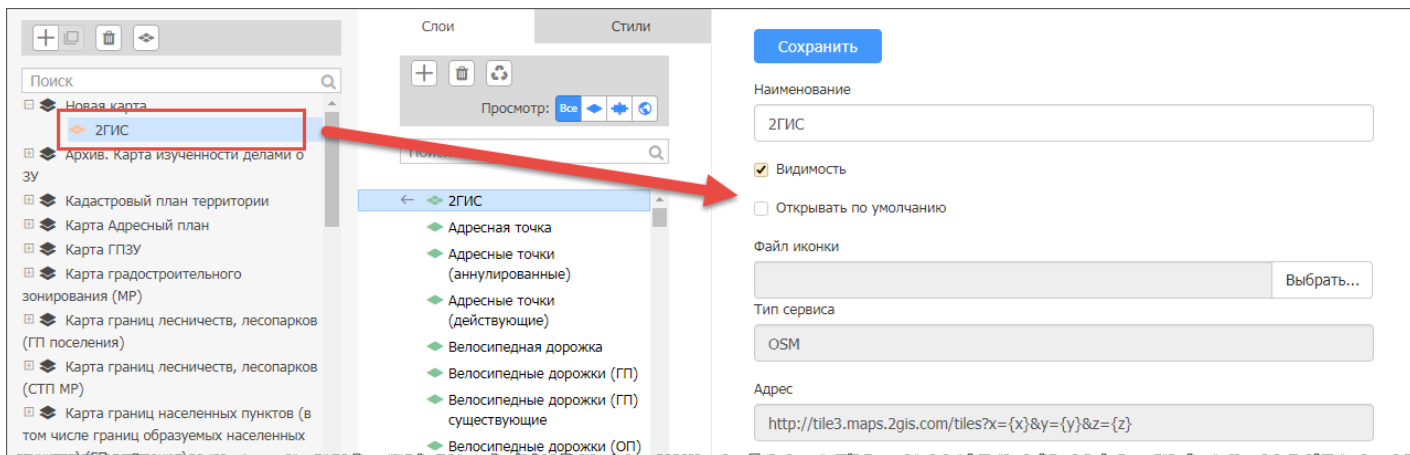 Поиск
Новая карта
2ГИС
Архив. Карта изученности делами о
ЗУ
Кадастровый план территории
Карта Адресный план
Карта ГПЗУ
Карта градостроительного
зонирования (МР)
Карта границ лесничеств, лесопарков
(ГП поселения)
Карта границ лесничеств, лесопарков
(СТП МР)
Карта границ населенных пунктов (в
том числе границ образуемых населенных
Слои
Стили
Просмотр: Все
Поиск
2ГИС
Адресная точка
Адресные точки
(аннулированные)
Адресные точки
(действующие)
Велосипедная дорожка
Велосипедные дорожки (ГП)
Велосипедные дорожки (ГП)
существующие
Велосипедные дорожки (ОП)
Сохранить
Наименование
2ГИС
Видимость
Открывать по умолчанию
Файл иконки
Выбрать...
Тип сервиса
OSM
Адрес
http://tile3.maps.2gis.com/tiles?x={x}&y={y}&z={z}